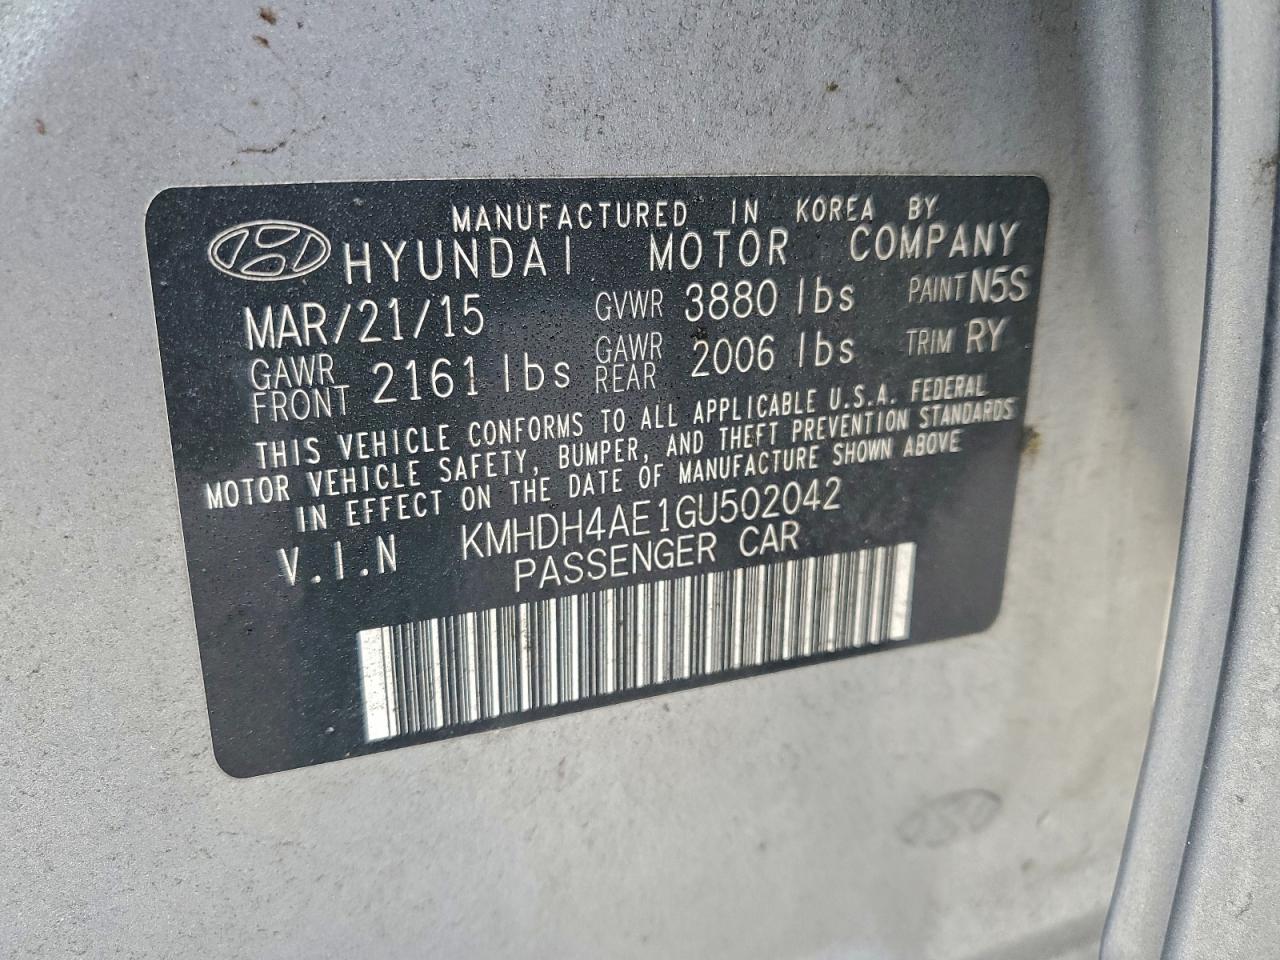 MANUFACTURED IN KOREA BY
HYUNDAI MOTOR COMPANY
MAR/21/15 GVWR 3880 lbs PAINT N5S
GAWR FRONT 2161 lbs GAWR REAR 2006 lbs TRIM RY
THIS VEHICLE CONFORMS TO ALL APPLICABLE U.S.A. FEDERAL
MOTOR VEHICLE SAFETY, BUMPER, AND THEFT PREVENTION STANDARDS
IN EFFECT ON THE DATE OF MANUFACTURE SHOWN ABOVE
V.I.N KMHDH4AE1GU502042
PASSENGER CAR